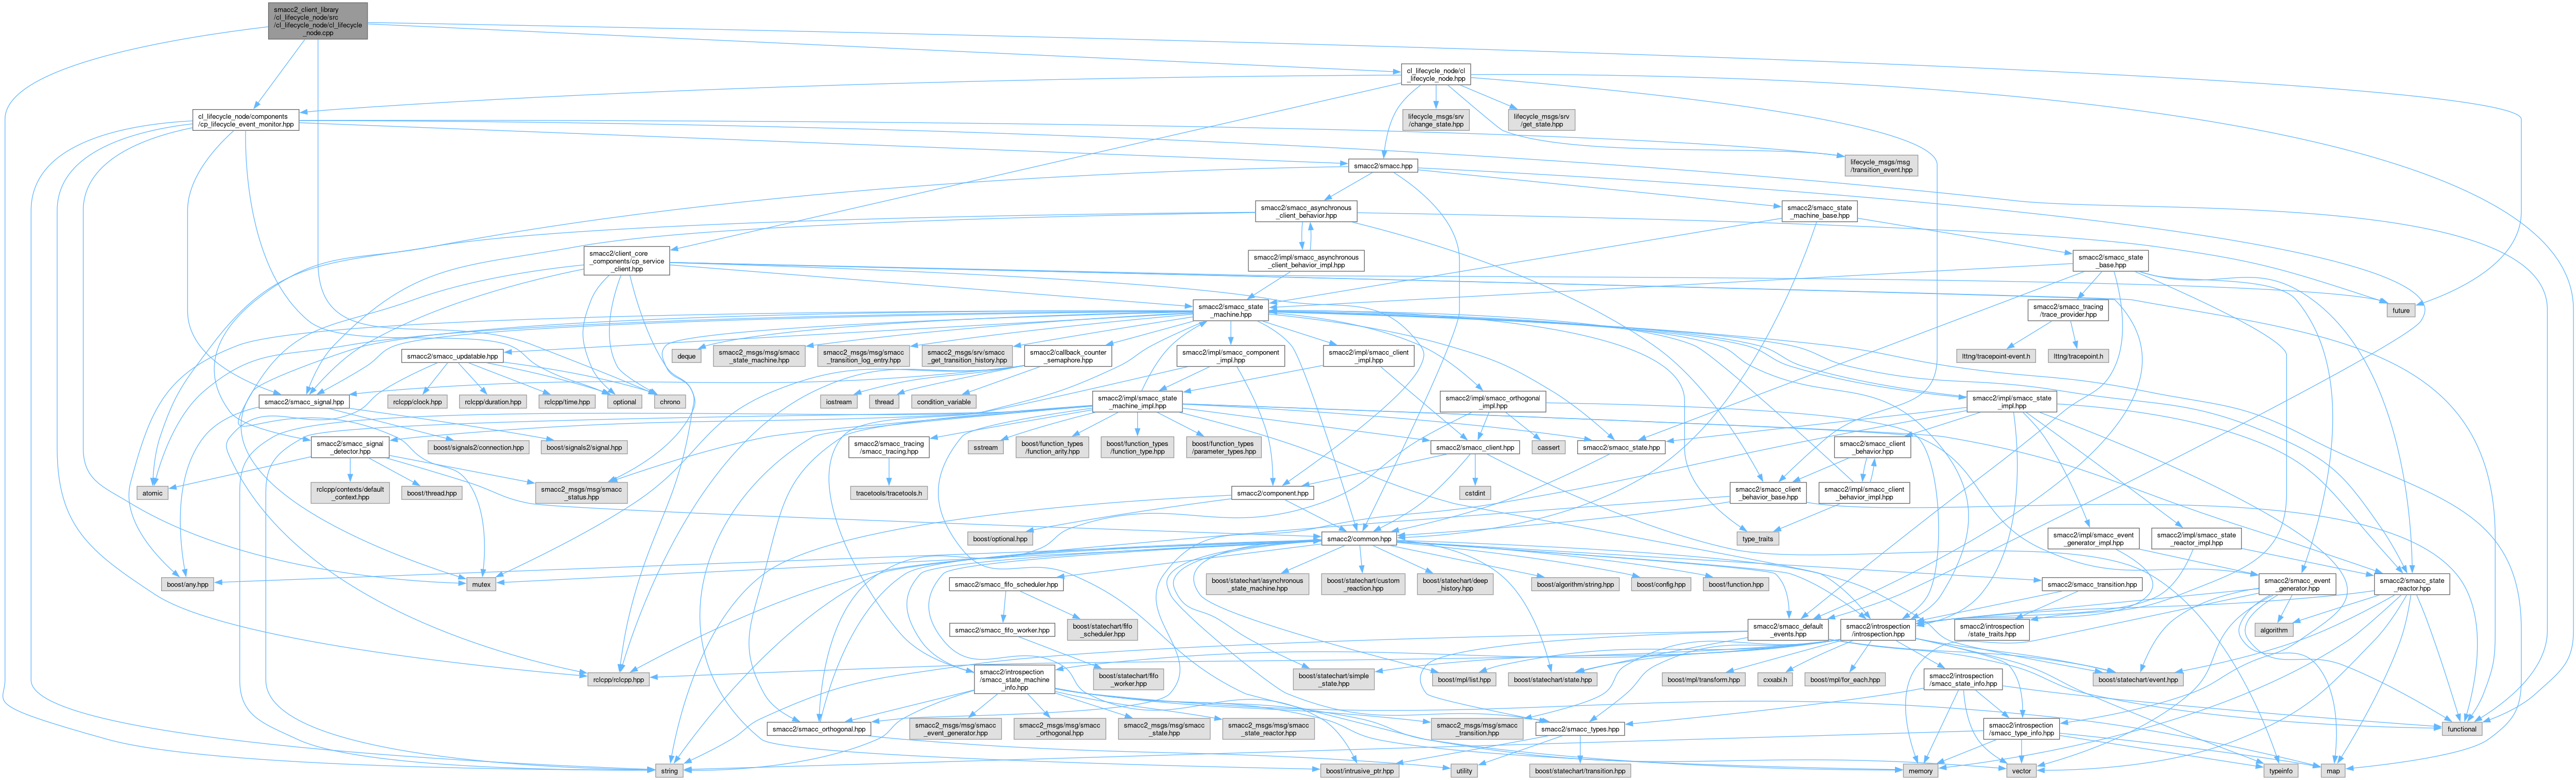 smacc2_client_library
/cl_lifecycle_node/src
/cl_lifecycle_node/cl_lifecycle
_node.cpp
cl_lifecycle_node/cl
_lifecycle_node.hpp
cl_lifecycle_node/components
/cp_lifecycle_event_monitor.hpp
lifecycle_msgs/srv
/change_state.hpp
lifecycle_msgs/srv
/get_state.hpp
smacc2/smacc.hpp
lifecycle_msgs/msg
/transition_event.hpp
smacc2/smacc_asynchronous
_client_behavior.hpp
smacc2/smacc_state
_machine_base.hpp
smacc2/client_core
_components/cp_service
_client.hpp
smacc2/impl/smacc_asynchronous
_client_behavior_impl.hpp
smacc2/smacc_state
_base.hpp
smacc2/smacc_state
_machine.hpp
smacc2/smacc_tracing
/trace_provider.hpp
future
smacc2/smacc_updatable.hpp
deque
smacc2_msgs/msg/smacc
_state_machine.hpp
smacc2_msgs/msg/smacc
_transition_log_entry.hpp
smacc2_msgs/srv/smacc
_get_transition_history.hpp
smacc2/callback_counter
_semaphore.hpp
smacc2/impl/smacc_component
_impl.hpp
smacc2/impl/smacc_client
_impl.hpp
lttng/tracepoint-event.h
lttng/tracepoint.h
smacc2/smacc_signal.hpp
rclcpp/clock.hpp
rclcpp/duration.hpp
rclcpp/time.hpp
optional
chrono
iostream
thread
condition_variable
smacc2/impl/smacc_state
_machine_impl.hpp
smacc2/impl/smacc_orthogonal
_impl.hpp
smacc2/impl/smacc_state
_impl.hpp
smacc2/smacc_signal
_detector.hpp
boost/signals2/connection.hpp
boost/signals2/signal.hpp
smacc2/smacc_tracing
/smacc_tracing.hpp
sstream
boost/function_types
/function_arity.hpp
boost/function_types
/function_type.hpp
boost/function_types
/parameter_types.hpp
smacc2/smacc_client.hpp
cassert
smacc2/smacc_state.hpp
smacc2/smacc_client
_behavior.hpp
atomic
rclcpp/contexts/default
_context.hpp
boost/thread.hpp
smacc2_msgs/msg/smacc
_status.hpp
tracetools/tracetools.h
smacc2/component.hpp
cstdint
smacc2/smacc_client
_behavior_base.hpp
smacc2/impl/smacc_client
_behavior_impl.hpp
boost/optional.hpp
smacc2/common.hpp
type_traits
smacc2/impl/smacc_event
_generator_impl.hpp
smacc2/impl/smacc_state
_reactor_impl.hpp
boost/any.hpp
mutex
smacc2/smacc_fifo_scheduler.hpp
boost/statechart/asynchronous
_state_machine.hpp
boost/statechart/custom
_reaction.hpp
boost/statechart/deep
_history.hpp
boost/algorithm/string.hpp
boost/config.hpp
boost/function.hpp
smacc2/smacc_transition.hpp
smacc2/smacc_event
_generator.hpp
smacc2/smacc_state
_reactor.hpp
smacc2/smacc_fifo_worker.hpp
boost/statechart/fifo
_scheduler.hpp
smacc2/smacc_default
_events.hpp
smacc2/introspection
/introspection.hpp
smacc2/introspection
/state_traits.hpp
algorithm
rclcpp/rclcpp.hpp
smacc2/introspection
/smacc_state_machine
_info.hpp
boost/statechart/fifo
_worker.hpp
boost/statechart/simple
_state.hpp
boost/mpl/list.hpp
boost/statechart/state.hpp
boost/mpl/transform.hpp
cxxabi.h
boost/mpl/for_each.hpp
smacc2/introspection
/smacc_state_info.hpp
boost/statechart/event.hpp
smacc2/smacc_orthogonal.hpp
smacc2_msgs/msg/smacc
_event_generator.hpp
smacc2_msgs/msg/smacc
_orthogonal.hpp
smacc2_msgs/msg/smacc
_state.hpp
smacc2_msgs/msg/smacc
_state_reactor.hpp
smacc2_msgs/msg/smacc
_transition.hpp
smacc2/smacc_types.hpp
smacc2/introspection
/smacc_type_info.hpp
functional
string
boost/intrusive_ptr.hpp
utility
boost/statechart/transition.hpp
memory
vector
typeinfo
map